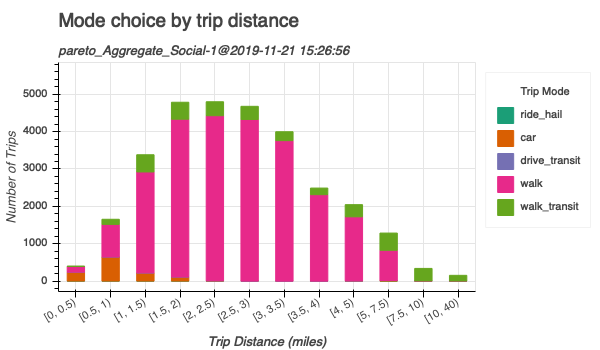 Mode choice by trip distance
pareto_Aggregate_Social-1@2019-11-21 15:26:56
Number of Trips
5000
4000
3000
2000
1000
0
[0, 0.5)
[0.5, 1)
[1, 1.5)
[1.5, 2)
[2, 2.5)
[2.5, 3)
[3, 3.5)
[3.5, 4)
[4, 5)
[5, 7.5)
[7.5, 10)
[10, 40)
Trip Distance (miles)
Trip Mode
ride_hail
car
drive_transit
walk
walk_transit